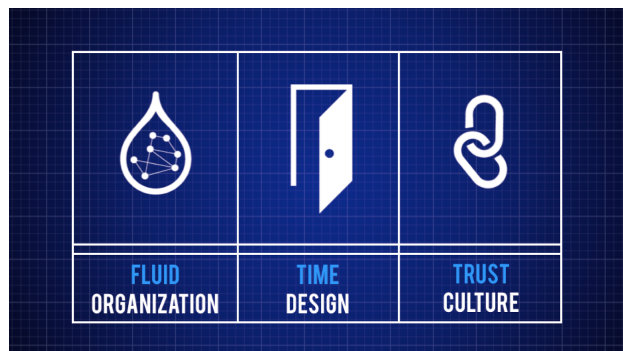 FLUID
ORGANIZATION
TIME
DESIGN
TRUST
CULTURE